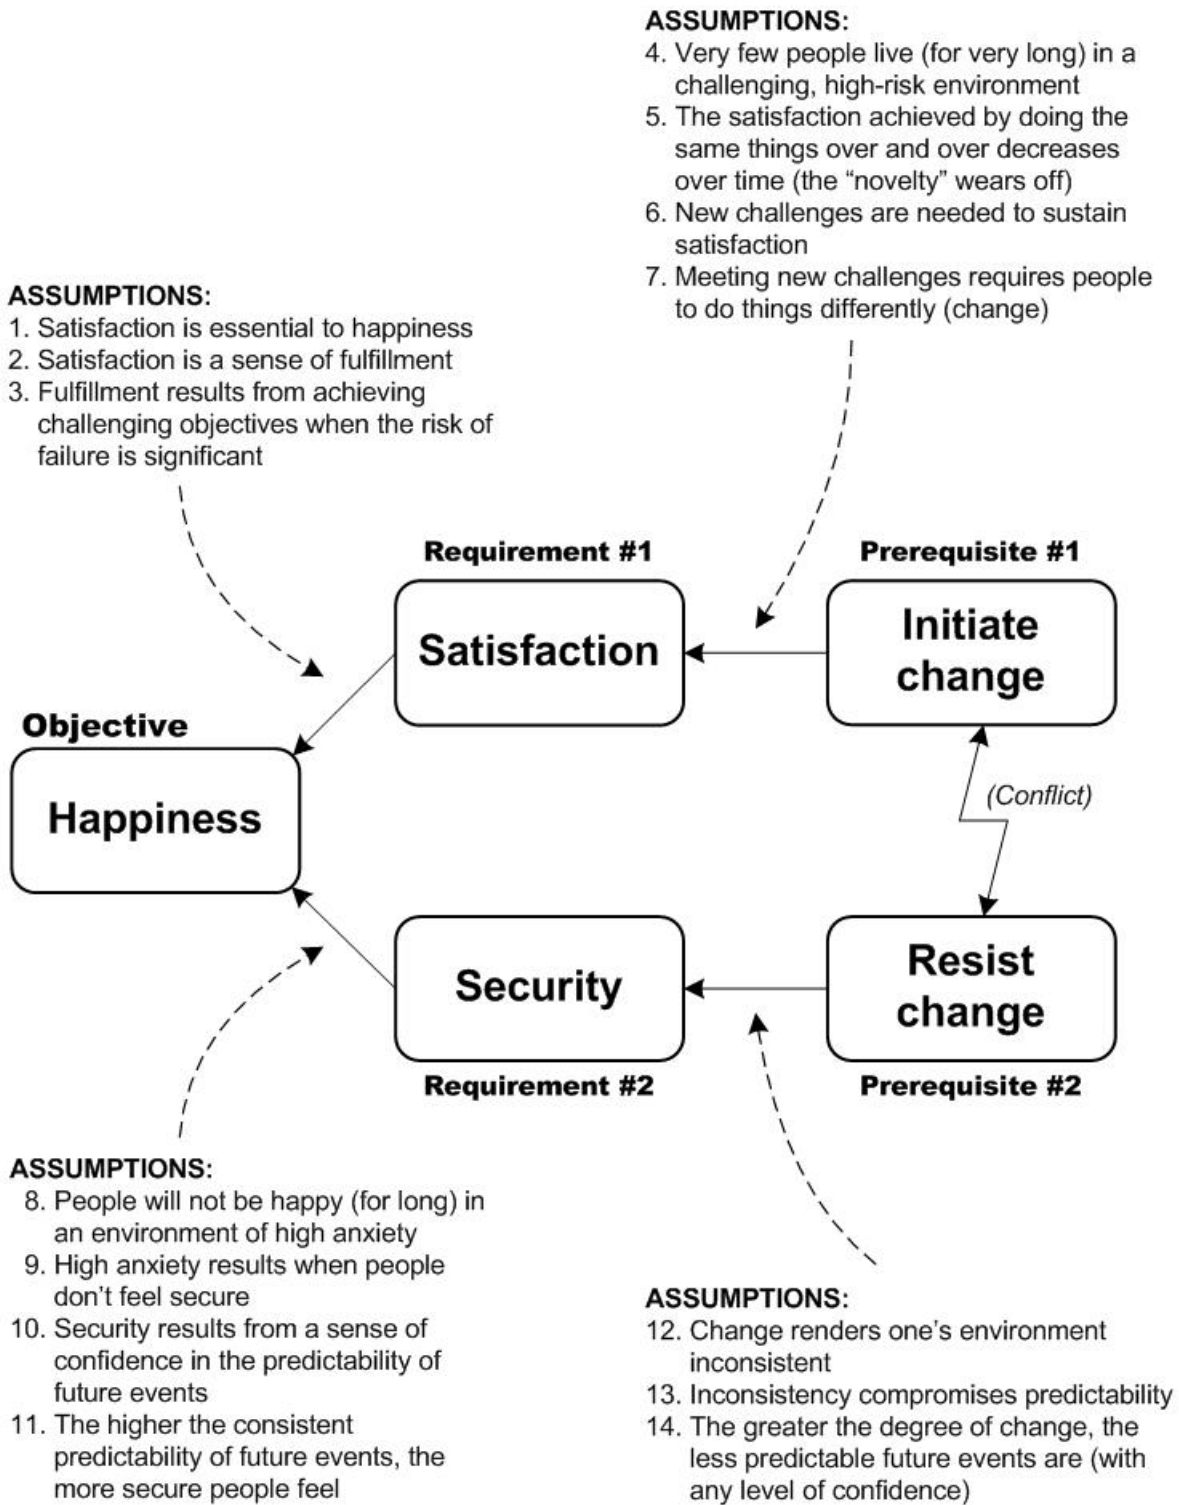 ASSUMPTIONS:
4. Very few people live (for very long) in a
challenging, high-risk environment
5. The satisfaction achieved by doing the
same things over and over decreases
over time (the “novelty” wears off)
6. New challenges are needed to sustain
satisfaction
7. Meeting new challenges requires people
to do things differently (change)
ASSUMPTIONS:
1. Satisfaction is essential to happiness
2. Satisfaction is a sense of fulfillment
3. Fulfillment results from achieving
challenging objectives when the risk of
failure is significant
Requirement #1
Satisfaction
Prerequisite #1
Initiate
change
Objective
Happiness
(Conflict)
Security
Requirement #2
Resist
change
Prerequisite #2
ASSUMPTIONS:
8. People will not be happy (for long) in
an environment of high anxiety
9. High anxiety results when people
don’t feel secure
10. Security results from a sense of
confidence in the predictability of
future events
11. The higher the consistent
predictability of future events, the
more secure people feel
ASSUMPTIONS:
12. Change renders one’s environment
inconsistent
13. Inconsistency compromises predictability
14. The greater the degree of change, the
less predictable future events are (with
any level of confidence)